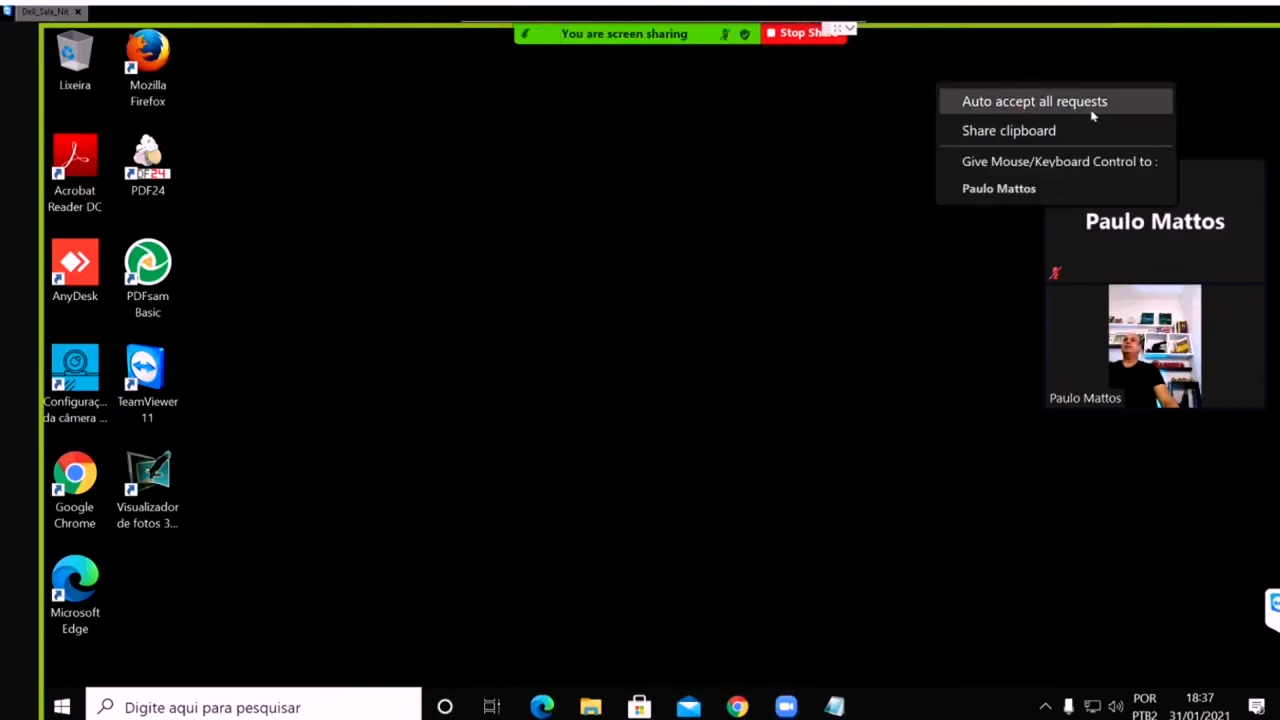 Dell_Sala_Nit
You are screen sharing
Stop Sh
Lixeira
Mozilla
Firefox
Auto accept all requests
Share clipboard
Give Mouse/Keyboard Control to :
Paulo Mattos
Paulo Mattos
Paulo Mattos
Acrobat
Reader DC
PDF24
AnyDesk
PDFsam
Basic
Configuraç...
da câmera ...
TeamViewer
11
Google
Chrome
Visualizador
de fotos 3...
Microsoft
Edge
Digite aqui para pesquisar
POR
PTB2
18:37
31/01/2021